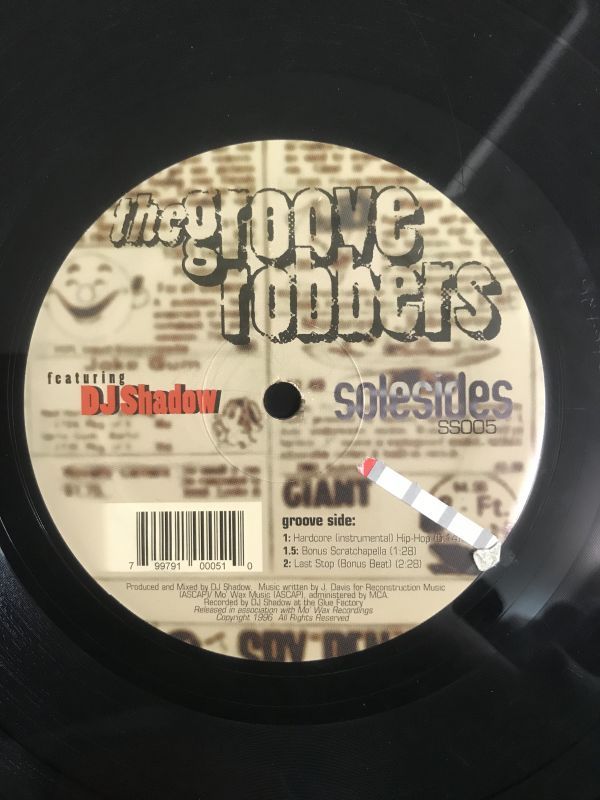 the groove
robbers
featuring
DJ Shadow
solesides
SS005
GIANT
groove side:
1: Hardcore (instrumental) Hip-Hop
1.5: Bonus Scratchapella (1:28)
2: Last Stop (Bonus Beat) (2:28)
7 99791 00051 0
Produced and Mixed by DJ Shadow. Music written by J. Davis for Reconstruction Music
(ASCAP)/ Mo' Wax Music (ASCAP), administered by MCA.
Recorded by DJ Shadow at the Glue Factory
Released in association with Mo' Wax Recordings
Copyright 1996 All Rights Reserved